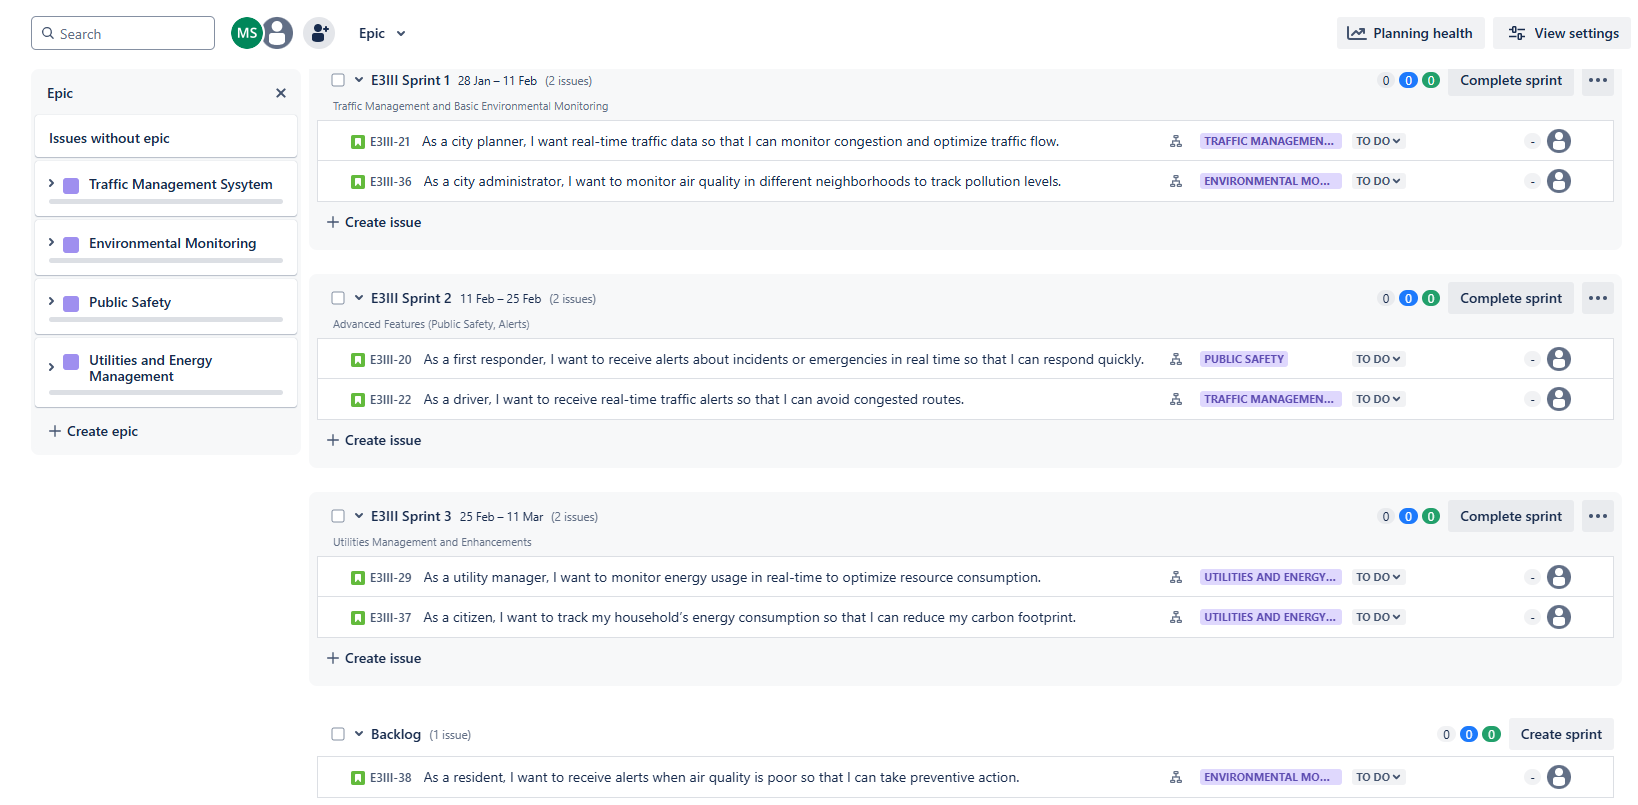 Search
MS
Epic
Planning health
View settings
Epic
Issues without epic
Traffic Management Sysytem
Environmental Monitoring
Public Safety
Utilities and Energy
Management
Create epic
E3III Sprint 1 28 Jan – 11 Feb (2 issues) 0 0 0 Complete sprint
Traffic Management and Basic Environmental Monitoring
E3III-21 As a city planner, I want real-time traffic data so that I can monitor congestion and optimize traffic flow. TRAFFIC MANAGEMEN... TO DO -
E3III-36 As a city administrator, I want to monitor air quality in different neighborhoods to track pollution levels. ENVIRONMENTAL MO... TO DO -
Create issue
E3III Sprint 2 11 Feb – 25 Feb (2 issues) 0 0 0 Complete sprint
Advanced Features (Public Safety, Alerts)
E3III-20 As a first responder, I want to receive alerts about incidents or emergencies in real time so that I can respond quickly. PUBLIC SAFETY TO DO -
E3III-22 As a driver, I want to receive real-time traffic alerts so that I can avoid congested routes. TRAFFIC MANAGEMEN... TO DO -
Create issue
E3III Sprint 3 25 Feb – 11 Mar (2 issues) 0 0 0 Complete sprint
Utilities Management and Enhancements
E3III-29 As a utility manager, I want to monitor energy usage in real-time to optimize resource consumption. UTILITIES AND ENERGY... TO DO -
E3III-37 As a citizen, I want to track my household’s energy consumption so that I can reduce my carbon footprint. UTILITIES AND ENERGY... TO DO -
Create issue
Backlog (1 issue) 0 0 0 Create sprint
E3III-38 As a resident, I want to receive alerts when air quality is poor so that I can take preventive action. ENVIRONMENTAL MO... TO DO -